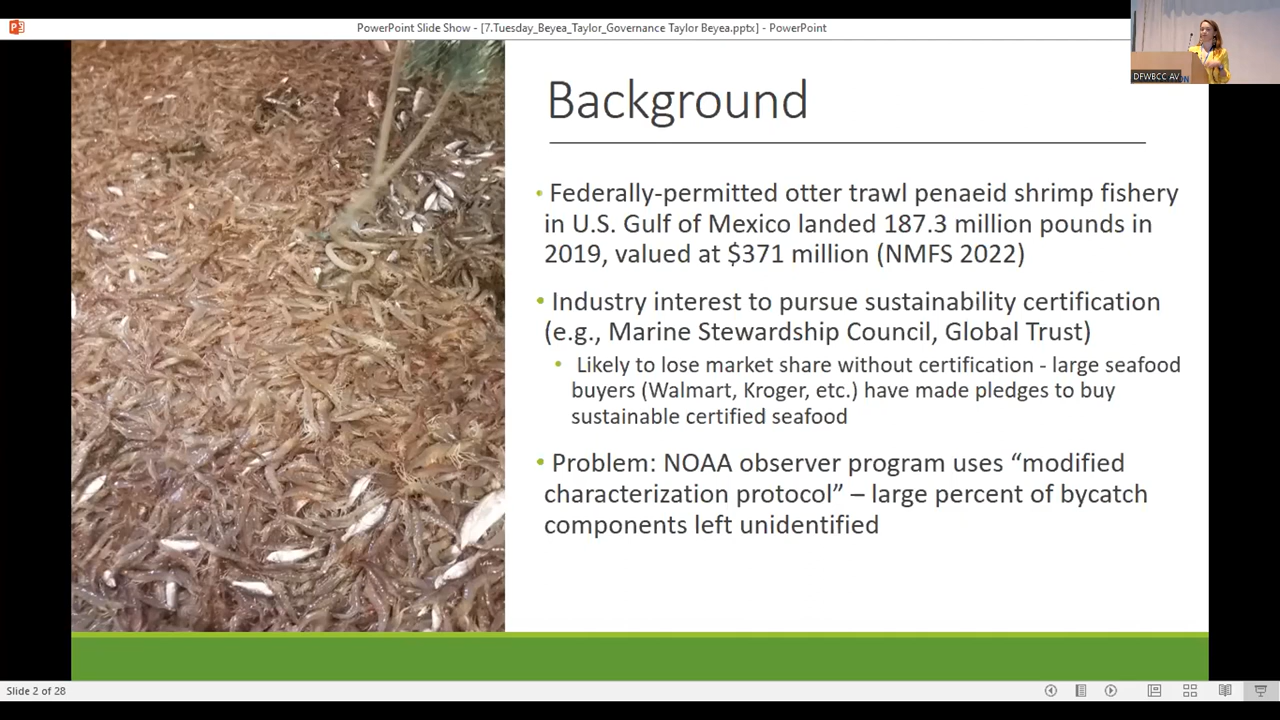 PowerPoint Slide Show - [7.Tuesday_Beyea_Taylor_Governance Taylor Beyea.pptx] - PowerPoint
DFWBCC AV
Background
• Federally-permitted otter trawl penaeid shrimp fishery
in U.S. Gulf of Mexico landed 187.3 million pounds in
2019, valued at $371 million (NMFS 2022)
• Industry interest to pursue sustainability certification
(e.g., Marine Stewardship Council, Global Trust)
• Likely to lose market share without certification - large seafood
buyers (Walmart, Kroger, etc.) have made pledges to buy
sustainable certified seafood
• Problem: NOAA observer program uses “modified
characterization protocol” – large percent of bycatch
components left unidentified
Slide 2 of 28